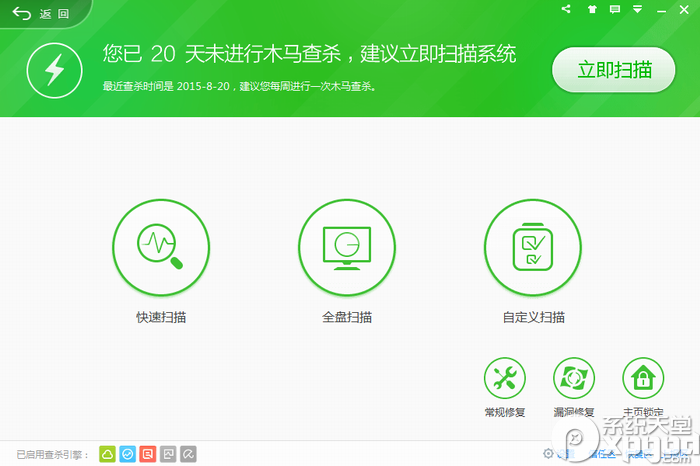 返回
您已 20 天未进行木马查杀，建议立即扫描系统
立即扫描
最近查杀时间是 2015-8-20，建议您每周进行一次木马查杀。
快速扫描
全盘扫描
自定义扫描
常规修复
漏洞修复
主页锁定
已启用查杀引擎：
系统天堂